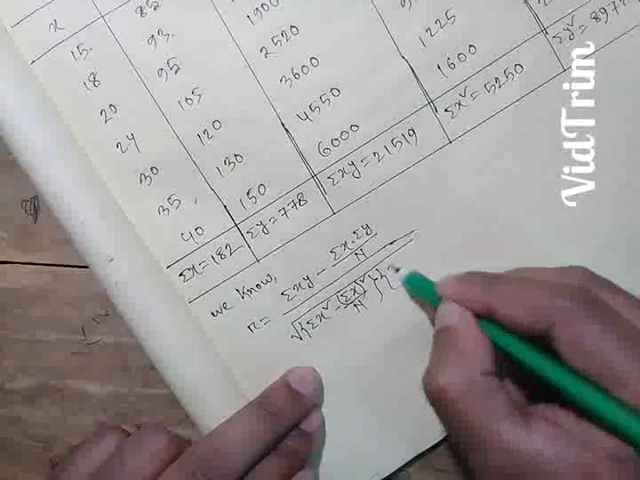 x 85 1900
15 93 2520 1225
18 95 3600 1600
20 105 4550 Σx² = 5250
24 120 6000
30 130 Σxy = 21519
35 150
40 Σy = 778
Σx = 182
we know,
r = Σxy - Σx.Σy/N
√{Σx² - (Σx)²/N}{
VidTrim